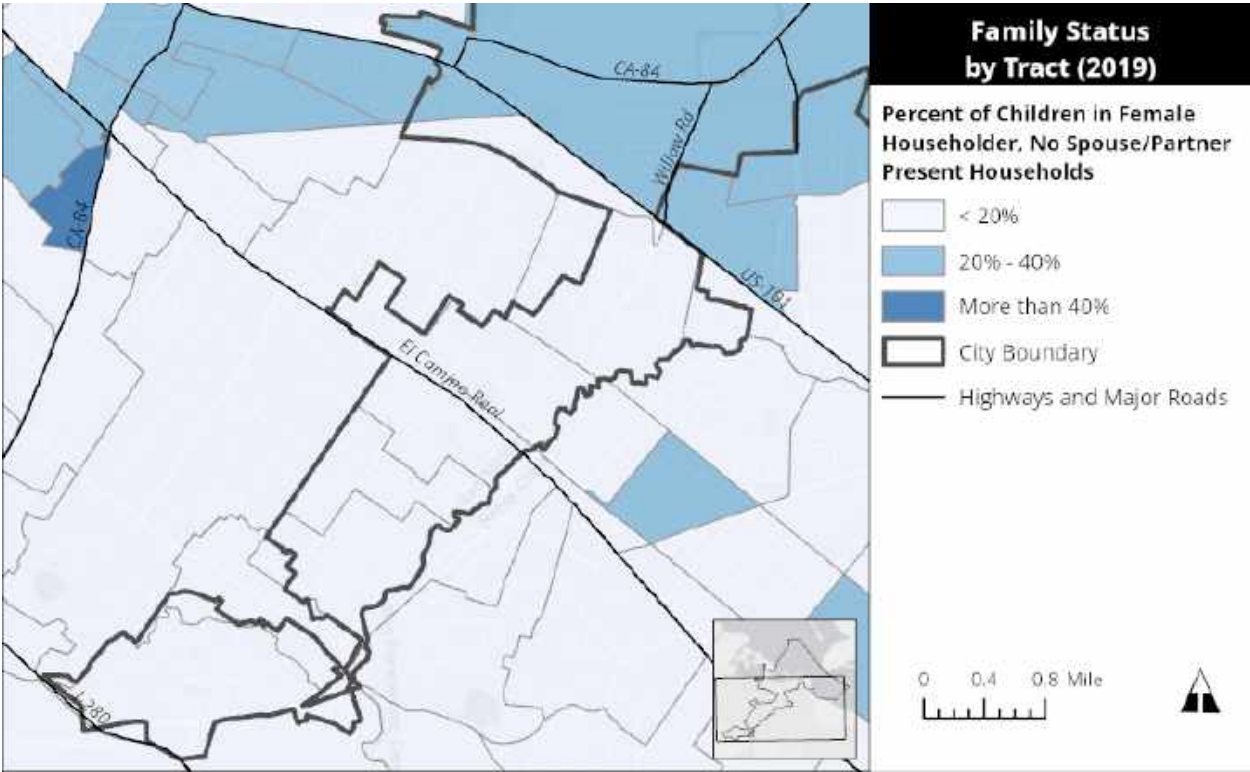 Family Status
by Tract (2019)
Percent of Children in Female
Householder, No Spouse/Partner
Present Households
< 20%
20% - 40%
More than 40%
City Boundary
Highways and Major Roads
CA-84
Willow Rd
CA-84
US-101
El Camino Real
I-280
0 0.4 0.8 Mile